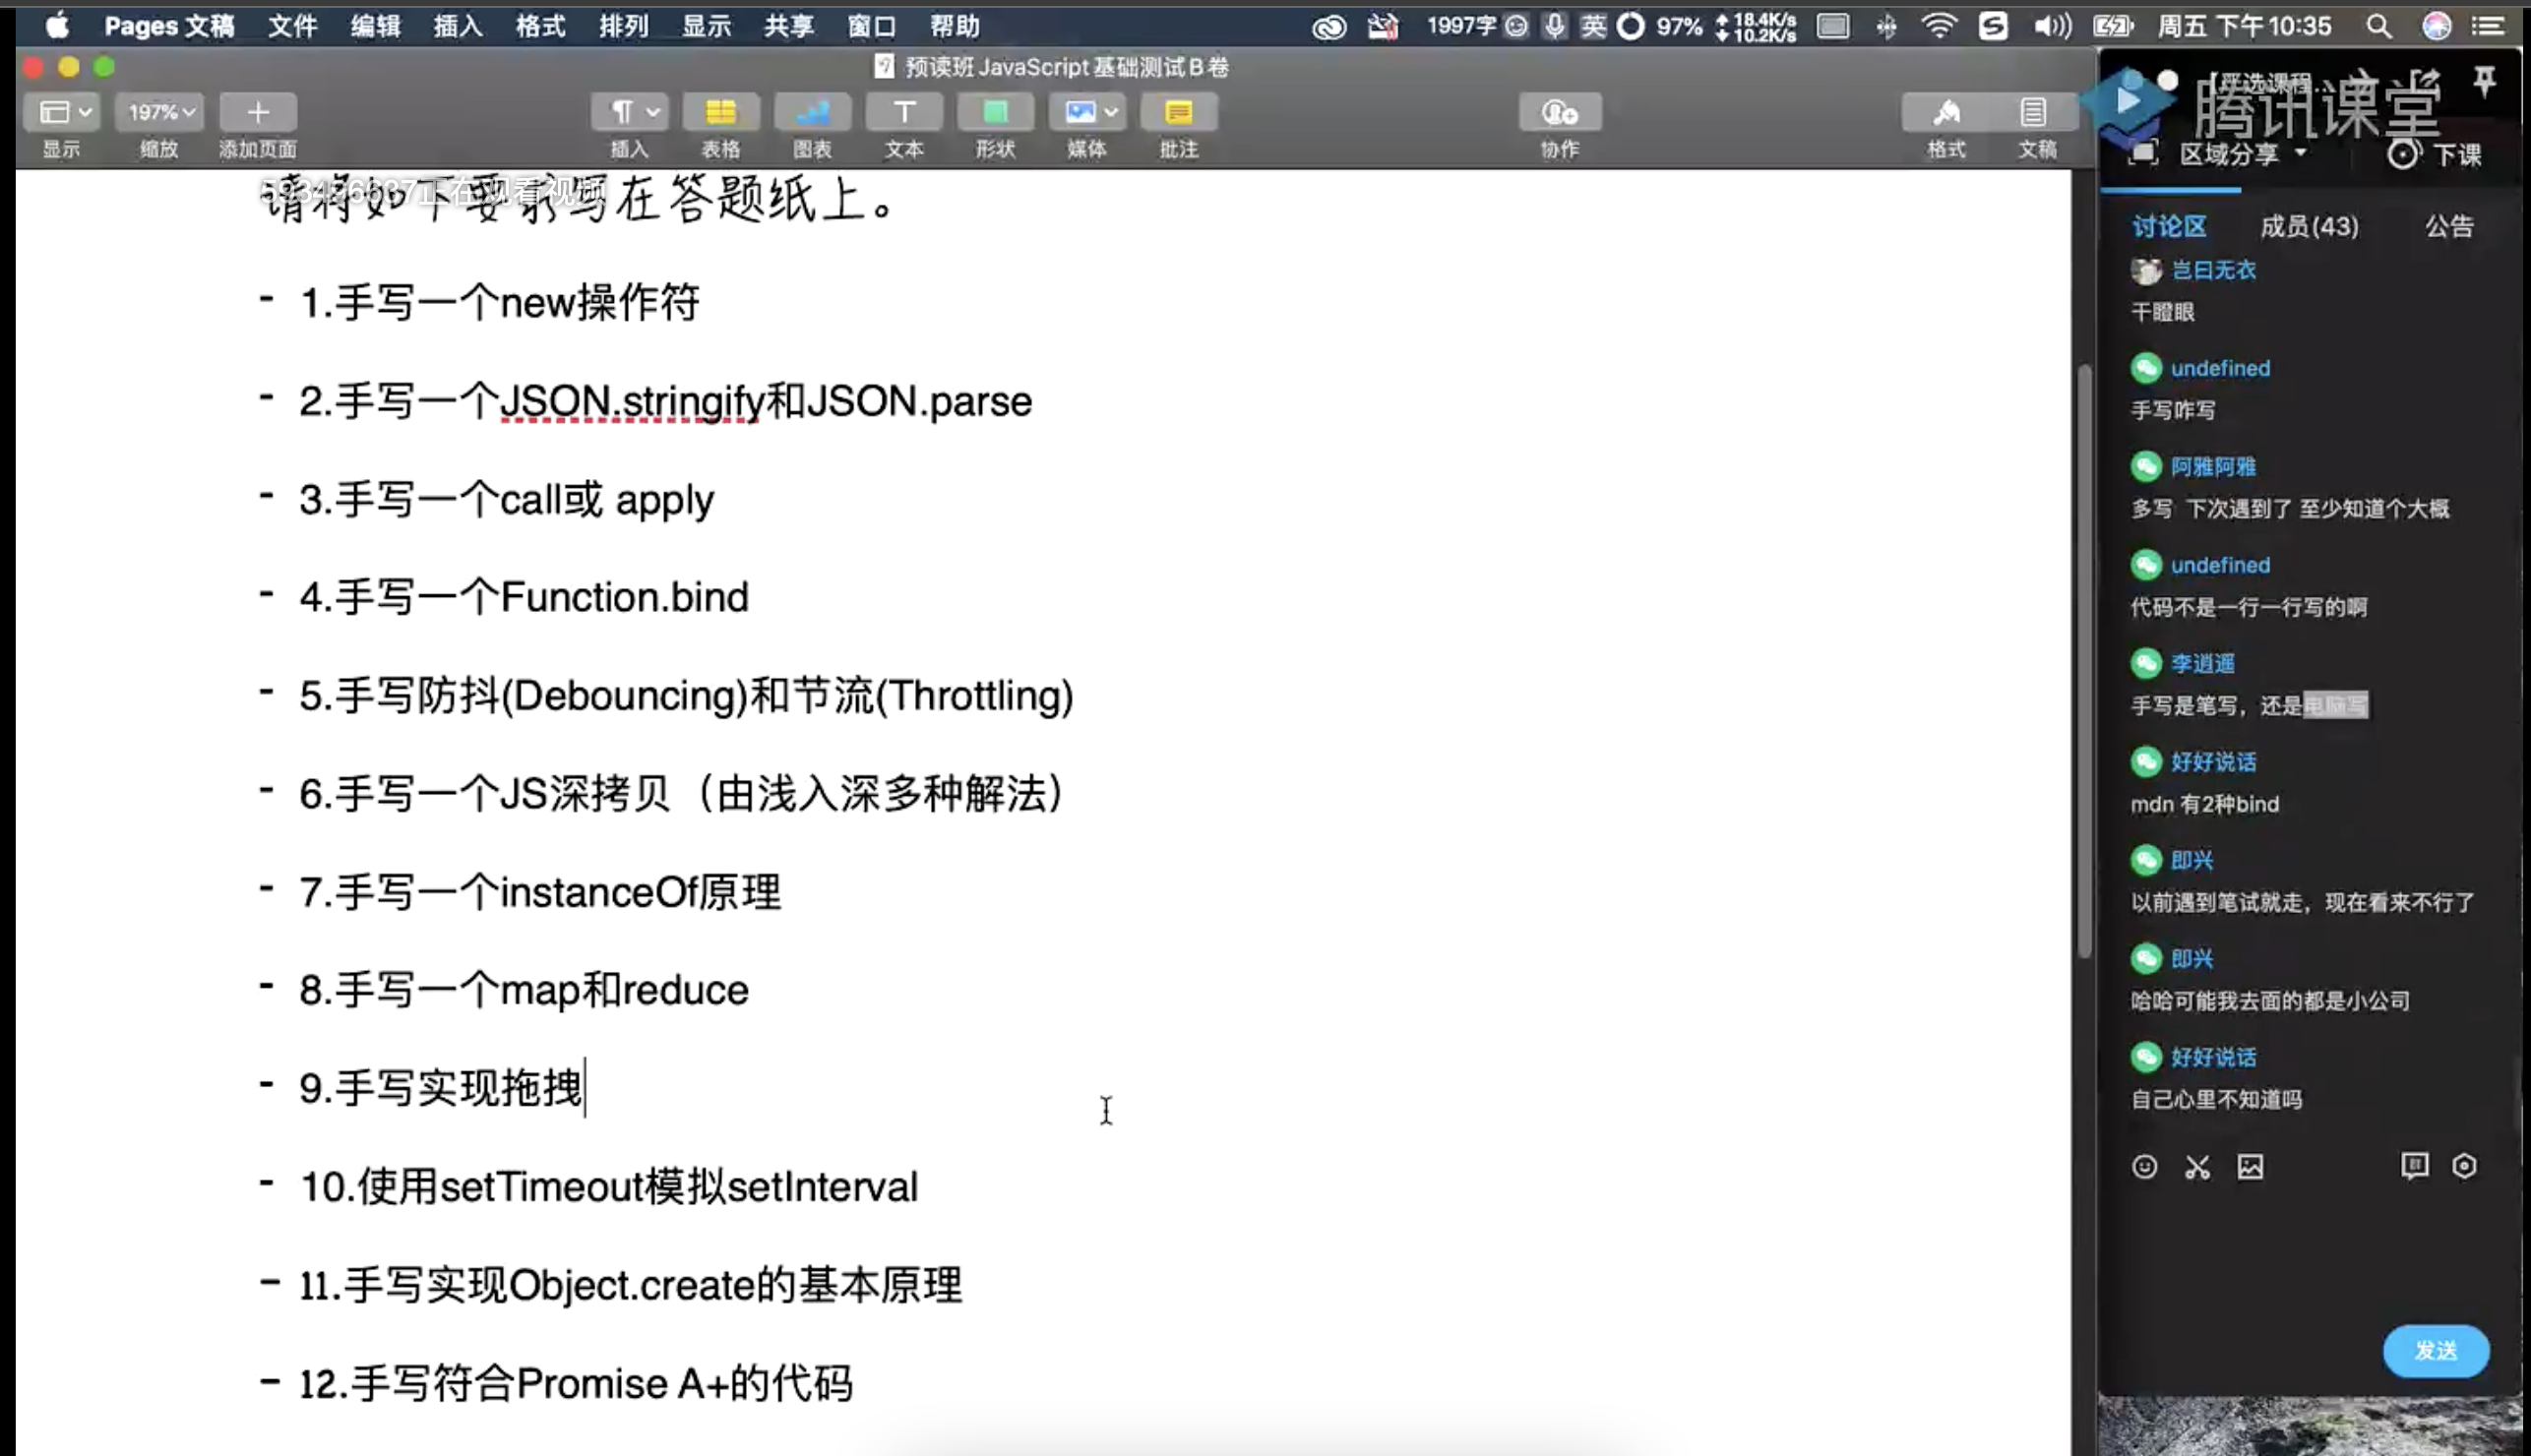 Pages 文稿 文件 编辑 插入 格式 排列 显示 共享 窗口 帮助
1997字 英 97% 18.4K/s 10.2K/s 周五 下午10:35
预读班JavaScript基础测试B卷
197%
显示 缩放 添加页面 插入 表格 图表 文本 形状 媒体 批注 协作 格式 文稿
正在观看视频
请将如下要求写在答题纸上。
- 1.手写一个new操作符
- 2.手写一个JSON.stringify和JSON.parse
- 3.手写一个call或 apply
- 4.手写一个Function.bind
- 5.手写防抖(Debouncing)和节流(Throttling)
- 6.手写一个JS深拷贝（由浅入深多种解法）
- 7.手写一个instanceOf原理
- 8.手写一个map和reduce
- 9.手写实现拖拽
- 10.使用setTimeout模拟setInterval
- 11.手写实现Object.create的基本原理
- 12.手写符合Promise A+的代码
【严选课程...
腾讯课堂
区域分享 下课
讨论区 成员(43) 公告
岂曰无衣
干瞪眼
undefined
手写咋写
阿雅阿雅
多写 下次遇到了 至少知道个大概
undefined
代码不是一行一行写的啊
李逍遥
手写是笔写，还是电脑写
好好说话
mdn 有2种bind
即兴
以前遇到笔试就走，现在看来不行了
即兴
哈哈可能我去面的都是小公司
好好说话
自己心里不知道吗
发送